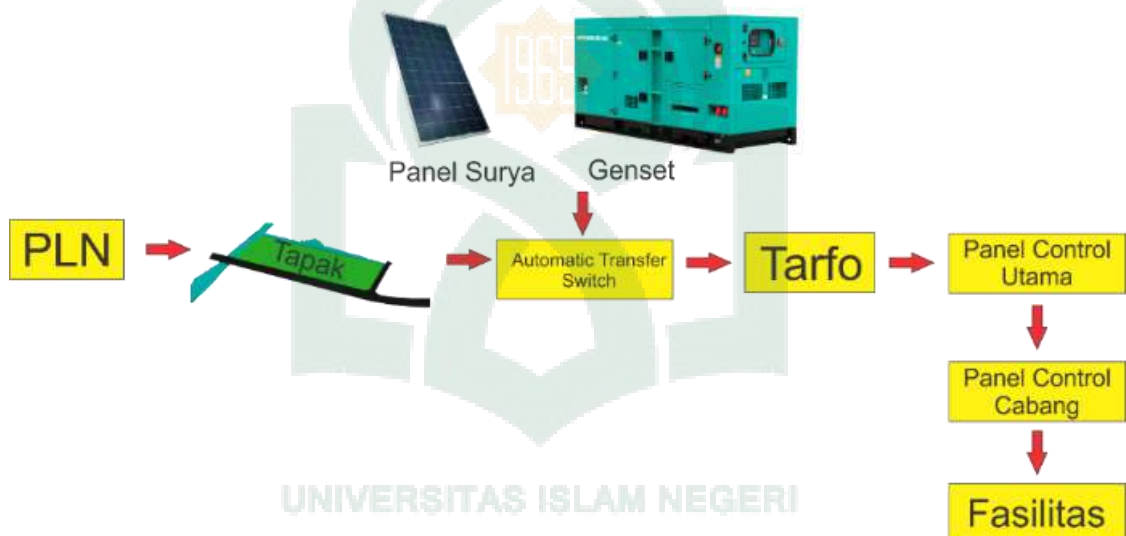 1965
Panel Surya
Genset
PLN
Tapak
Automatic Transfer
Switch
Tarfo
Panel Control
Utama
Panel Control
Cabang
Fasilitas
UNIVERSITAS ISLAM NEGERI